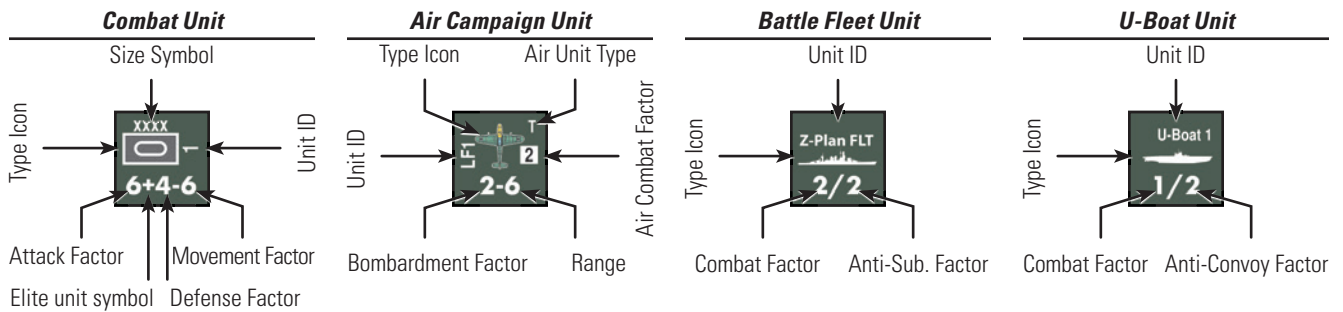 Combat Unit
Size Symbol
Type Icon
XXXX
1
6+4-6
Unit ID
Attack Factor
Movement Factor
Elite unit symbol
Defense Factor
Air Campaign Unit
Type Icon
Air Unit Type
Unit ID
LF1
T
2
2-6
Air Combat Factor
Bombardment Factor
Range
Battle Fleet Unit
Unit ID
Type Icon
Z-Plan FLT
2/2
Combat Factor
Anti-Sub. Factor
U-Boat Unit
Unit ID
Type Icon
U-Boat 1
1/2
Combat Factor
Anti-Convoy Factor